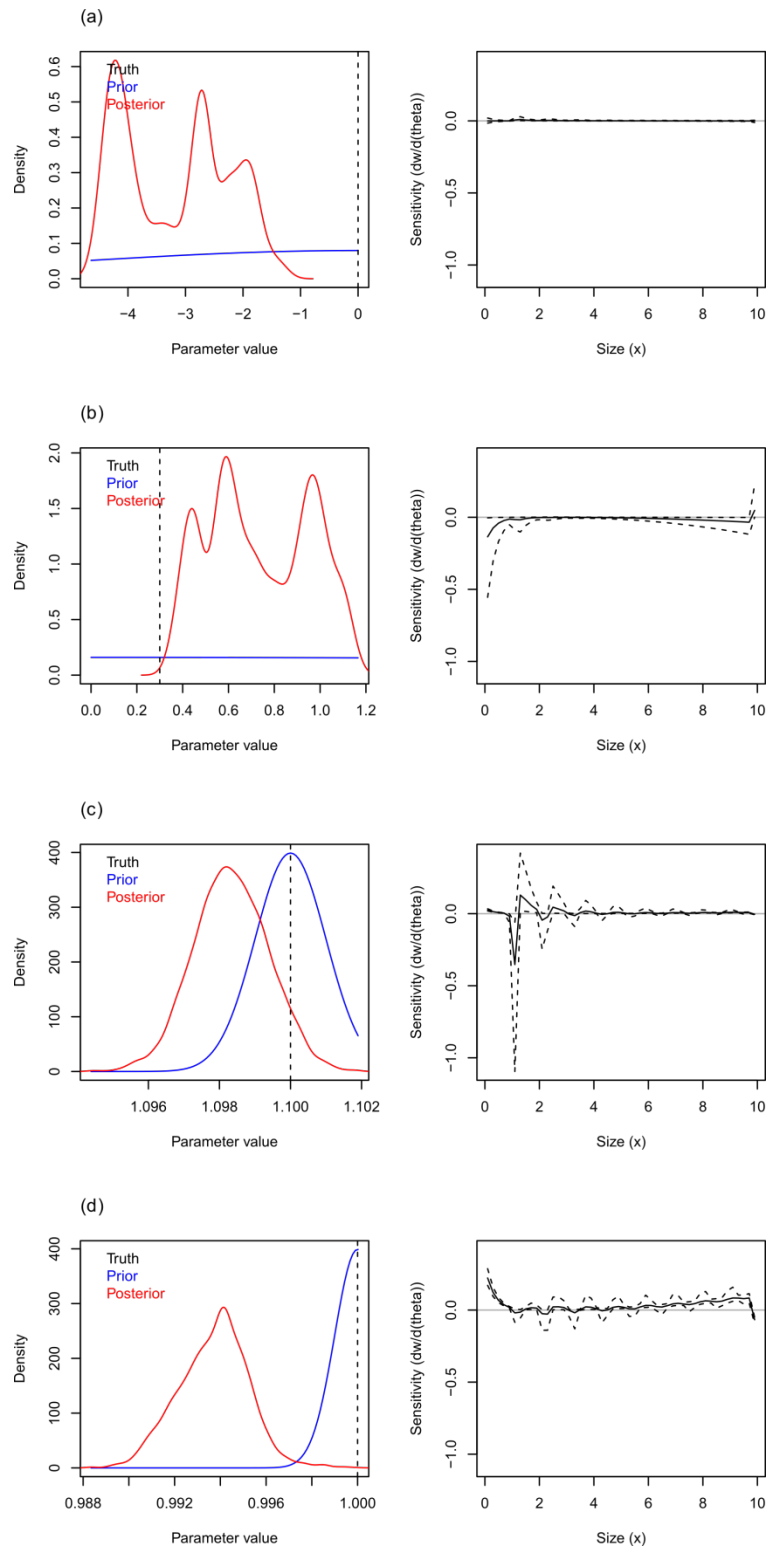 (a)
Truth
Prior
Posterior
Density
0.0 0.1 0.2 0.3 0.4 0.5 0.6
−4 −3 −2 −1 0
Parameter value
Sensitivity (dw/d(theta))
−1.0 −0.5 0.0
0 2 4 6 8 10
Size (x)
(b)
Truth
Prior
Posterior
Density
0.0 0.5 1.0 1.5 2.0
0.0 0.2 0.4 0.6 0.8 1.0 1.2
Parameter value
Sensitivity (dw/d(theta))
−1.0 −0.5 0.0
0 2 4 6 8 10
Size (x)
(c)
Truth
Prior
Posterior
Density
0 100 200 300 400
1.096 1.098 1.100 1.102
Parameter value
Sensitivity (dw/d(theta))
−1.0 −0.5 0.0
0 2 4 6 8 10
Size (x)
(d)
Truth
Prior
Posterior
Density
0 100 200 300 400
0.988 0.992 0.996 1.000
Parameter value
Sensitivity (dw/d(theta))
−1.0 −0.5 0.0
0 2 4 6 8 10
Size (x)